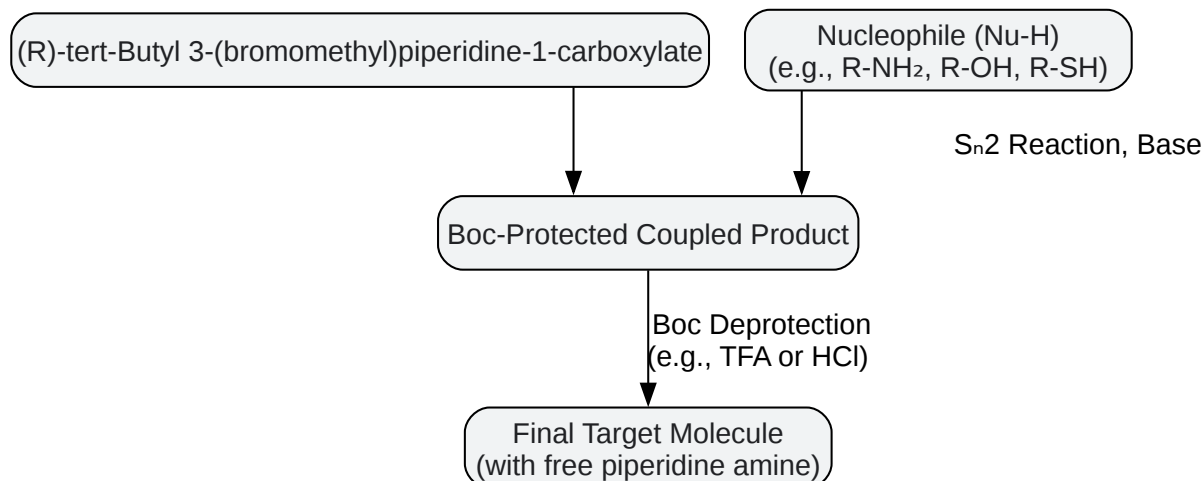 (R)-tert-Butyl 3-(bromomethyl)piperidine-1-carboxylate
Nucleophile (Nu-H)
(e.g., R-NH₂, R-OH, R-SH)
Sₙ2 Reaction, Base
Boc-Protected Coupled Product
Boc Deprotection
(e.g., TFA or HCl)
Final Target Molecule
(with free piperidine amine)